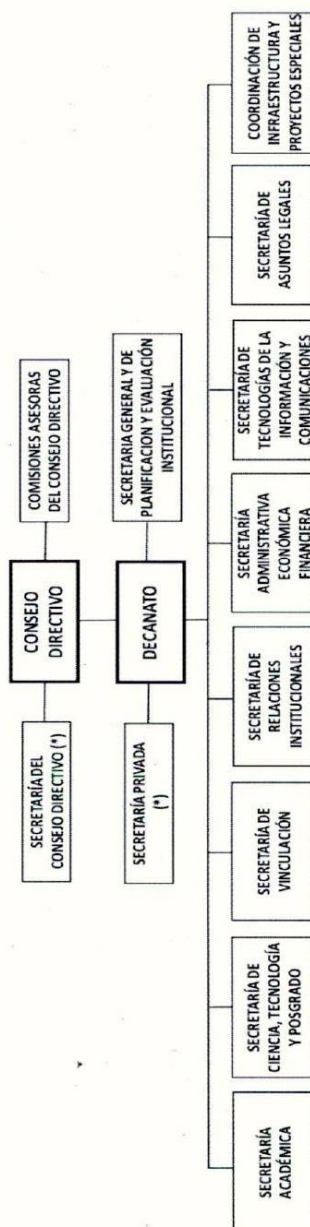 SECRETARÍA DEL
CONSEJO DIRECTIVO (*)
CONSEJO
DIRECTIVO
COMISIONES ASESORAS
DEL CONSEJO DIRECTIVO
SECRETARÍA PRIVADA
(*)
DECANATO
SECRETARIA GENERAL Y DE
PLANIFICACION Y EVALUACIÓN
INSTITUCIONAL
SECRETARÍA
ACADÉMICA
SECRETARÍA DE
CIENCIA, TECNOLOGÍA
Y POSGRADO
SECRETARÍA DE
VINCULACIÓN
SECRETARÍA DE
RELACIONES
INSTITUCIONALES
SECRETARÍA
ADMINISTRATIVA
ECONÓMICA
FINANCIERA
SECRETARÍA DE
TECNOLOGÍAS DE LA
INFORMACIÓN Y
COMUNICACIONES
SECRETARÍA DE
ASUNTOS LEGALES
COORDINACIÓN DE
INFRAESTRUCTURA Y
PROYECTOS ESPECIALES